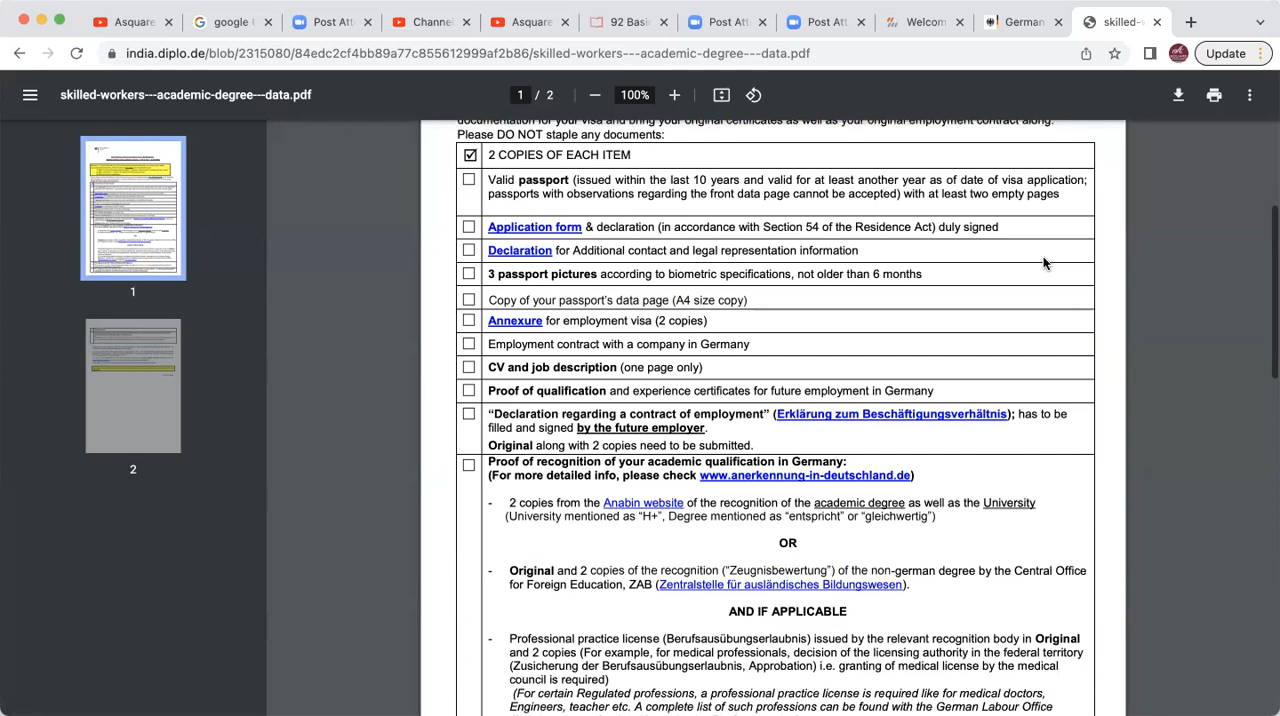 Asquare
google
Post Att
Channel
Asquare
92 Basi
Post Att
Post Att
Welcom
German
skilled-
india.diplo.de/blob/2315080/84edc2cf4bb89a77c855612999af2b86/skilled-workers---academic-degree---data.pdf
Update
skilled-workers---academic-degree---data.pdf
1 / 2
100%
1
2
documentation for your visa and bring your original certificates as well as your original employment contract along.
Please DO NOT staple any documents:
2 COPIES OF EACH ITEM
Valid passport (issued within the last 10 years and valid for at least another year as of date of visa application;
passports with observations regarding the front data page cannot be accepted) with at least two empty pages
Application form & declaration (in accordance with Section 54 of the Residence Act) duly signed
Declaration for Additional contact and legal representation information
3 passport pictures according to biometric specifications, not older than 6 months
Copy of your passport's data page (A4 size copy)
Annexure for employment visa (2 copies)
Employment contract with a company in Germany
CV and job description (one page only)
Proof of qualification and experience certificates for future employment in Germany
“Declaration regarding a contract of employment” (Erklärung zum Beschäftigungsverhältnis); has to be
filled and signed by the future employer.
Original along with 2 copies need to be submitted.
Proof of recognition of your academic qualification in Germany:
(For more detailed info, please check www.anerkennung-in-deutschland.de)
- 2 copies from the Anabin website of the recognition of the academic degree as well as the University
(University mentioned as “H+”, Degree mentioned as “entspricht” or “gleichwertig”)
OR
- Original and 2 copies of the recognition (“Zeugnisbewertung”) of the non-german degree by the Central Office
for Foreign Education, ZAB (Zentralstelle für ausländisches Bildungswesen).
AND IF APPLICABLE
- Professional practice license (Berufsausübungserlaubnis) issued by the relevant recognition body in Original
and 2 copies (For example, for medical professionals, decision of the licensing authority in the federal territory
(Zusicherung der Berufsausübungserlaubnis, Approbation) i.e. granting of medical license by the medical
council is required)
(For certain Regulated professions, a professional practice license is required like for medical doctors,
Engineers, teacher etc. A complete list of such professions can be found with the German Labour Office